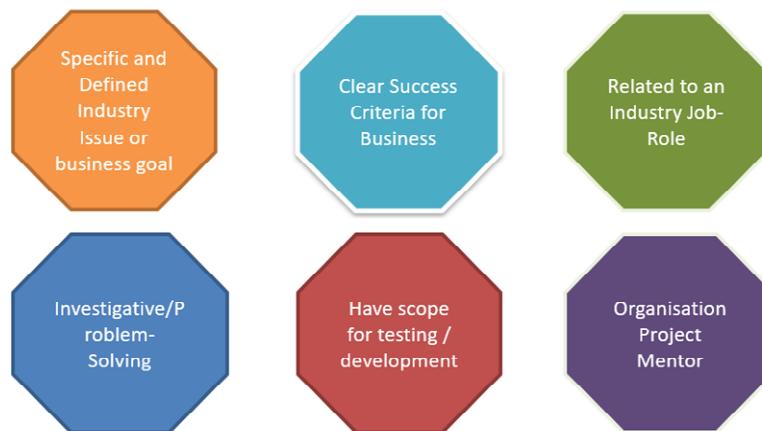 Specific and
Defined
Industry
Issue or
business goal
Clear Success
Criteria for
Business
Related to an
Industry Job-
Role
Investigative/P
roblem-
Solving
Have scope
for testing /
development
Organisation
Project
Mentor